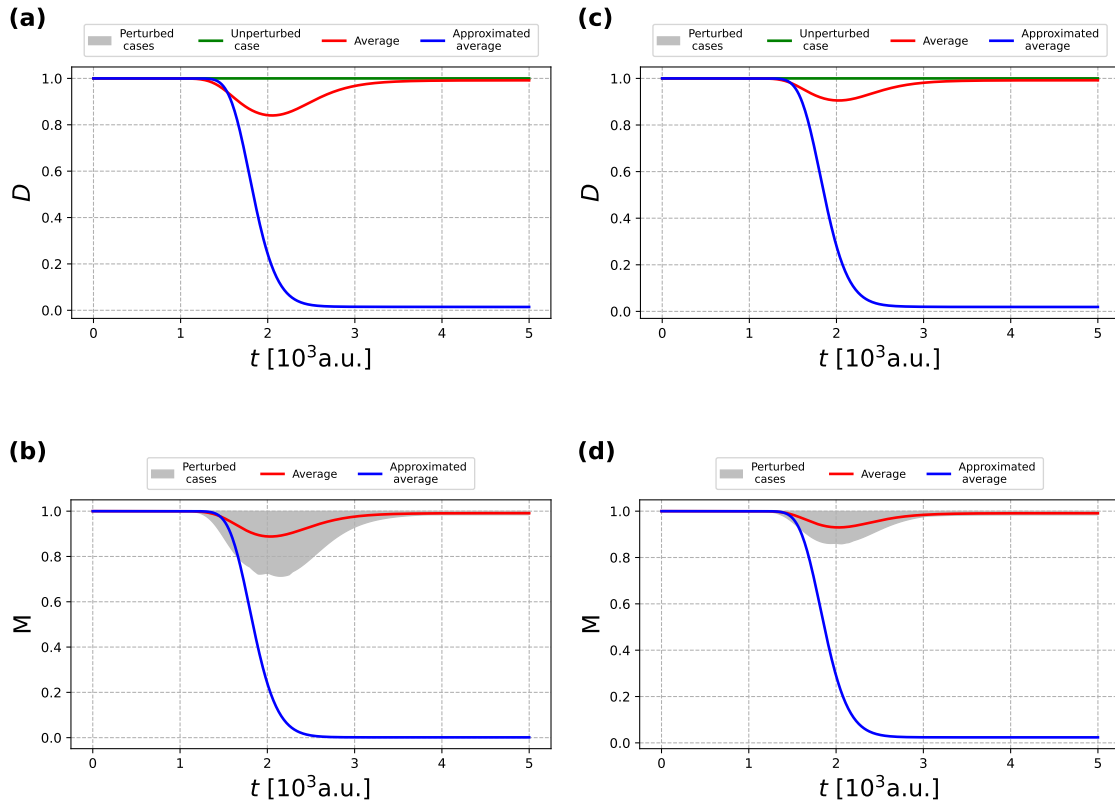 (a)
Perturbed cases
Unperturbed case
Average
Approximated average
1.0
0.8
0.6
0.4
0.2
0.0
D
0 1 2 3 4 5
t [10³a.u.]
(c)
Perturbed cases
Unperturbed case
Average
Approximated average
1.0
0.8
0.6
0.4
0.2
0.0
D
0 1 2 3 4 5
t [10³a.u.]
(b)
Perturbed cases
Average
Approximated average
1.0
0.8
0.6
0.4
0.2
0.0
M
0 1 2 3 4 5
t [10³a.u.]
(d)
Perturbed cases
Average
Approximated average
1.0
0.8
0.6
0.4
0.2
0.0
M
0 1 2 3 4 5
t [10³a.u.]